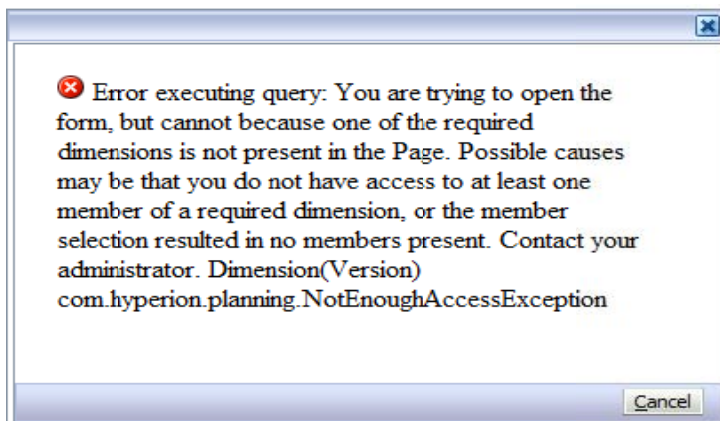 Error executing query: You are trying to open the
form, but cannot because one of the required
dimensions is not present in the Page. Possible causes
may be that you do not have access to at least one
member of a required dimension, or the member
selection resulted in no members present. Contact your
administrator. Dimension(Version)
com.hyperion.planning.NotEnoughAccessException
Cancel